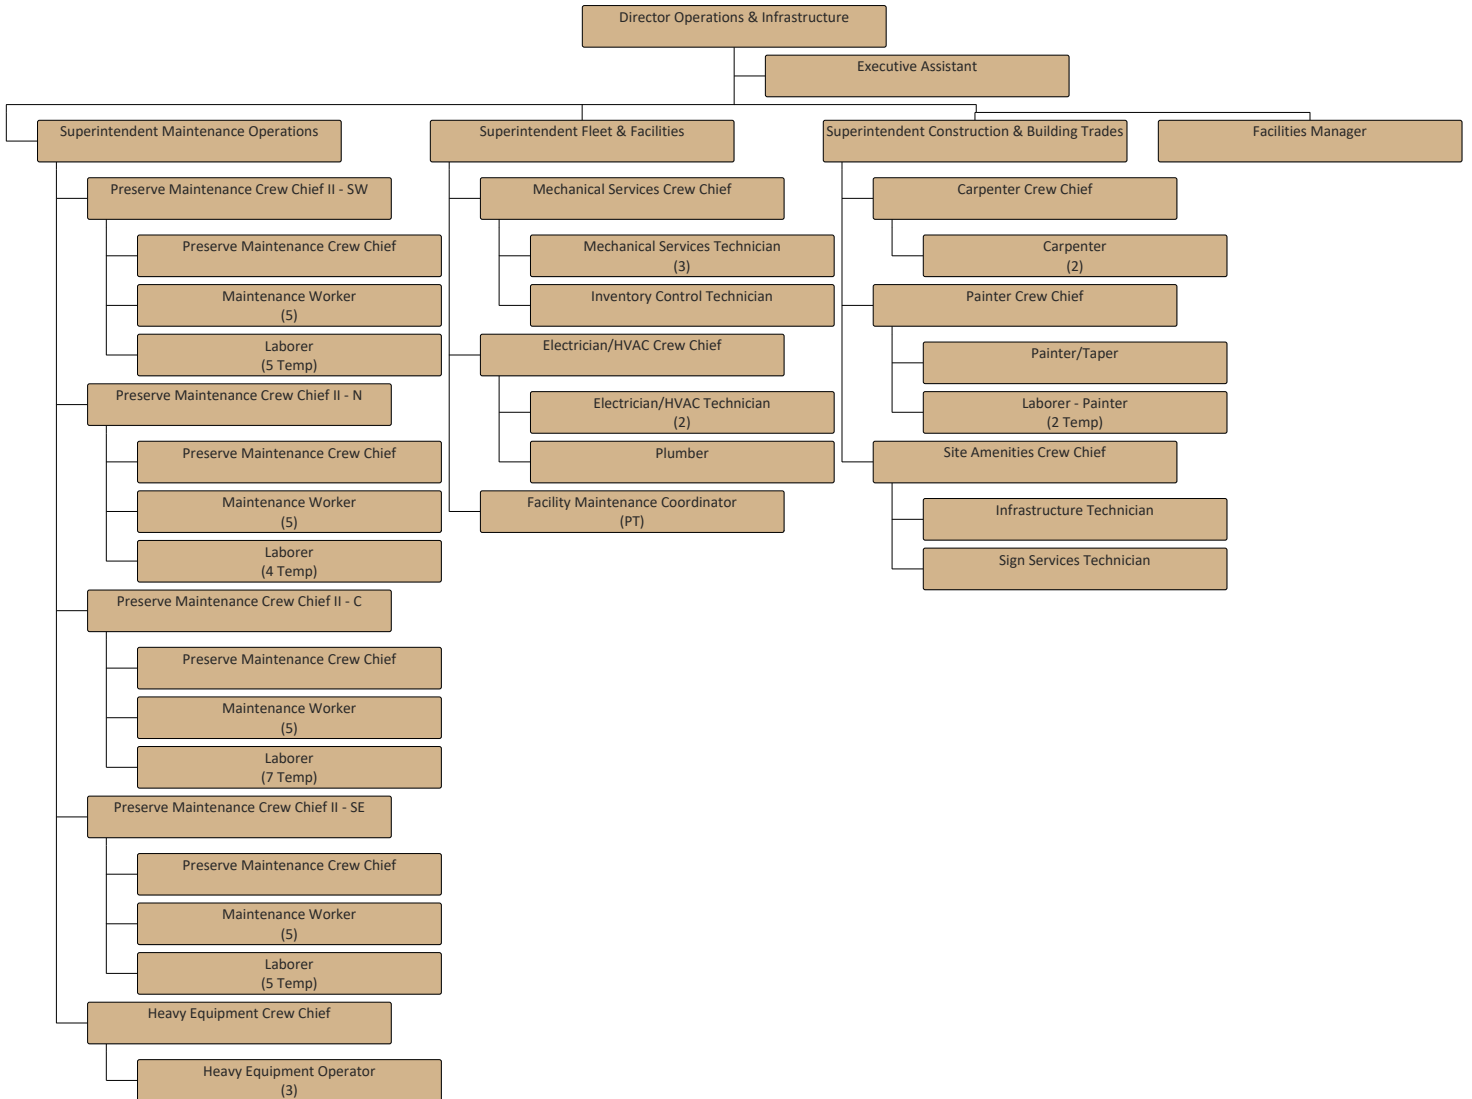 Director Operations & Infrastructure
Executive Assistant
Superintendent Maintenance Operations
Preserve Maintenance Crew Chief II - SW
Preserve Maintenance Crew Chief
Maintenance Worker
(5)
Laborer
(5 Temp)
Preserve Maintenance Crew Chief II - N
Preserve Maintenance Crew Chief
Maintenance Worker
(5)
Laborer
(4 Temp)
Preserve Maintenance Crew Chief II - C
Preserve Maintenance Crew Chief
Maintenance Worker
(5)
Laborer
(7 Temp)
Preserve Maintenance Crew Chief II - SE
Preserve Maintenance Crew Chief
Maintenance Worker
(5)
Laborer
(5 Temp)
Heavy Equipment Crew Chief
Heavy Equipment Operator
(3)
Superintendent Fleet & Facilities
Mechanical Services Crew Chief
Mechanical Services Technician
(3)
Inventory Control Technician
Electrician/HVAC Crew Chief
Electrician/HVAC Technician
(2)
Plumber
Facility Maintenance Coordinator
(PT)
Superintendent Construction & Building Trades
Carpenter Crew Chief
Carpenter
(2)
Painter Crew Chief
Painter/Taper
Laborer - Painter
(2 Temp)
Site Amenities Crew Chief
Infrastructure Technician
Sign Services Technician
Facilities Manager